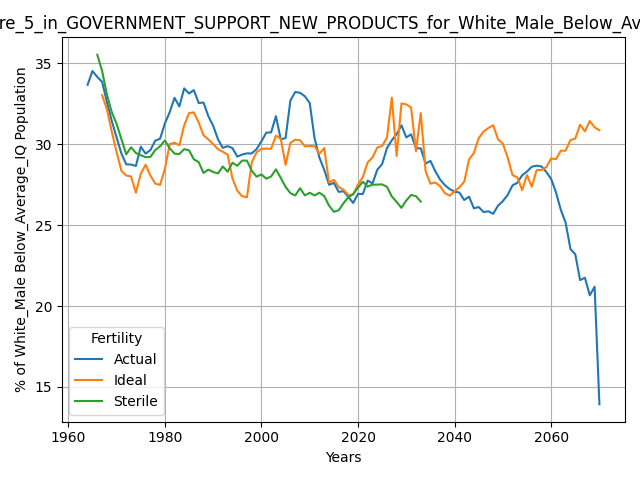 re_5_in_GOVERNMENT_SUPPORT_NEW_PRODUCTS_for_White_Male_Below_Av
% of White_Male Below_Average_IQ Population
35
30
25
20
15
Fertility
Actual
Ideal
Sterile
1960
1980
2000
2020
2040
2060
Years